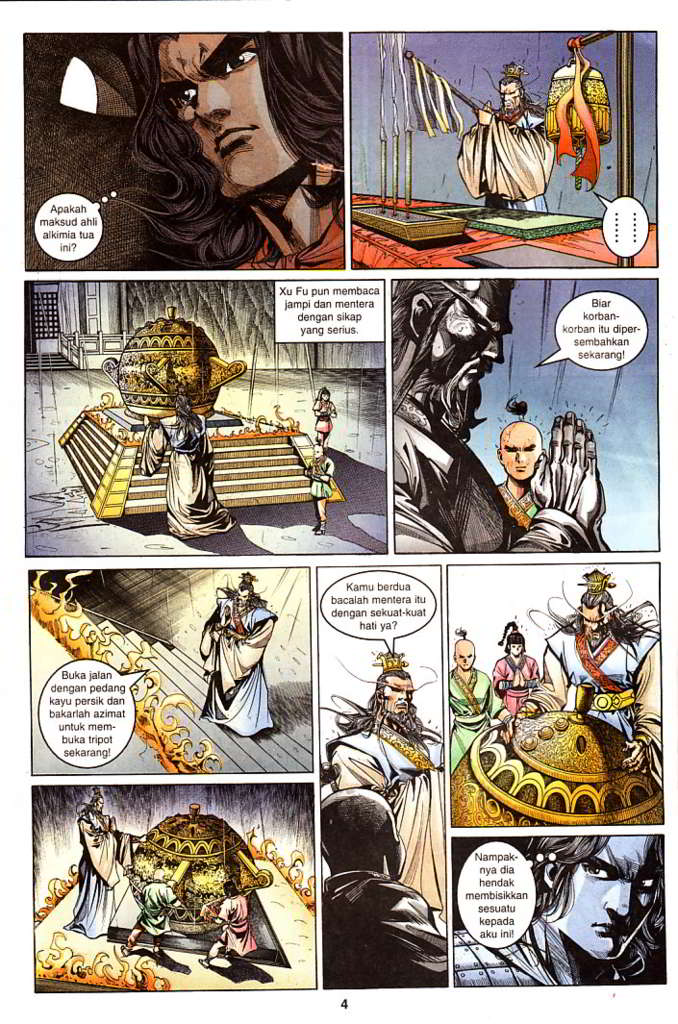 Apakah
maksud ahli
alkimia tua
ini?
Xu Fu pun membaca
jampi dan mentera
dengan sikap
yang serius.
Biar
korban-
korban itu diper-
sembahkan
sekarang!
Buka jalan
dengan pedang
kayu persik dan
bakarlah azimat
untuk mem-
buka tripot
sekarang!
Kamu berdua
bacalah mentera itu
dengan sekuat-kuat
hati ya?
Nampak-
nya dia
hendak
membisikkan
sesuatu
kepada
aku ini!
4